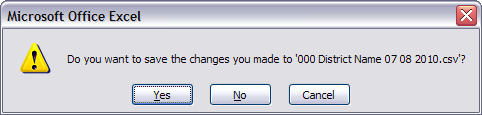 Microsoft Office Excel
Do you want to save the changes you made to '000 District Name 07 08 2010.csv'?
Yes No Cancel